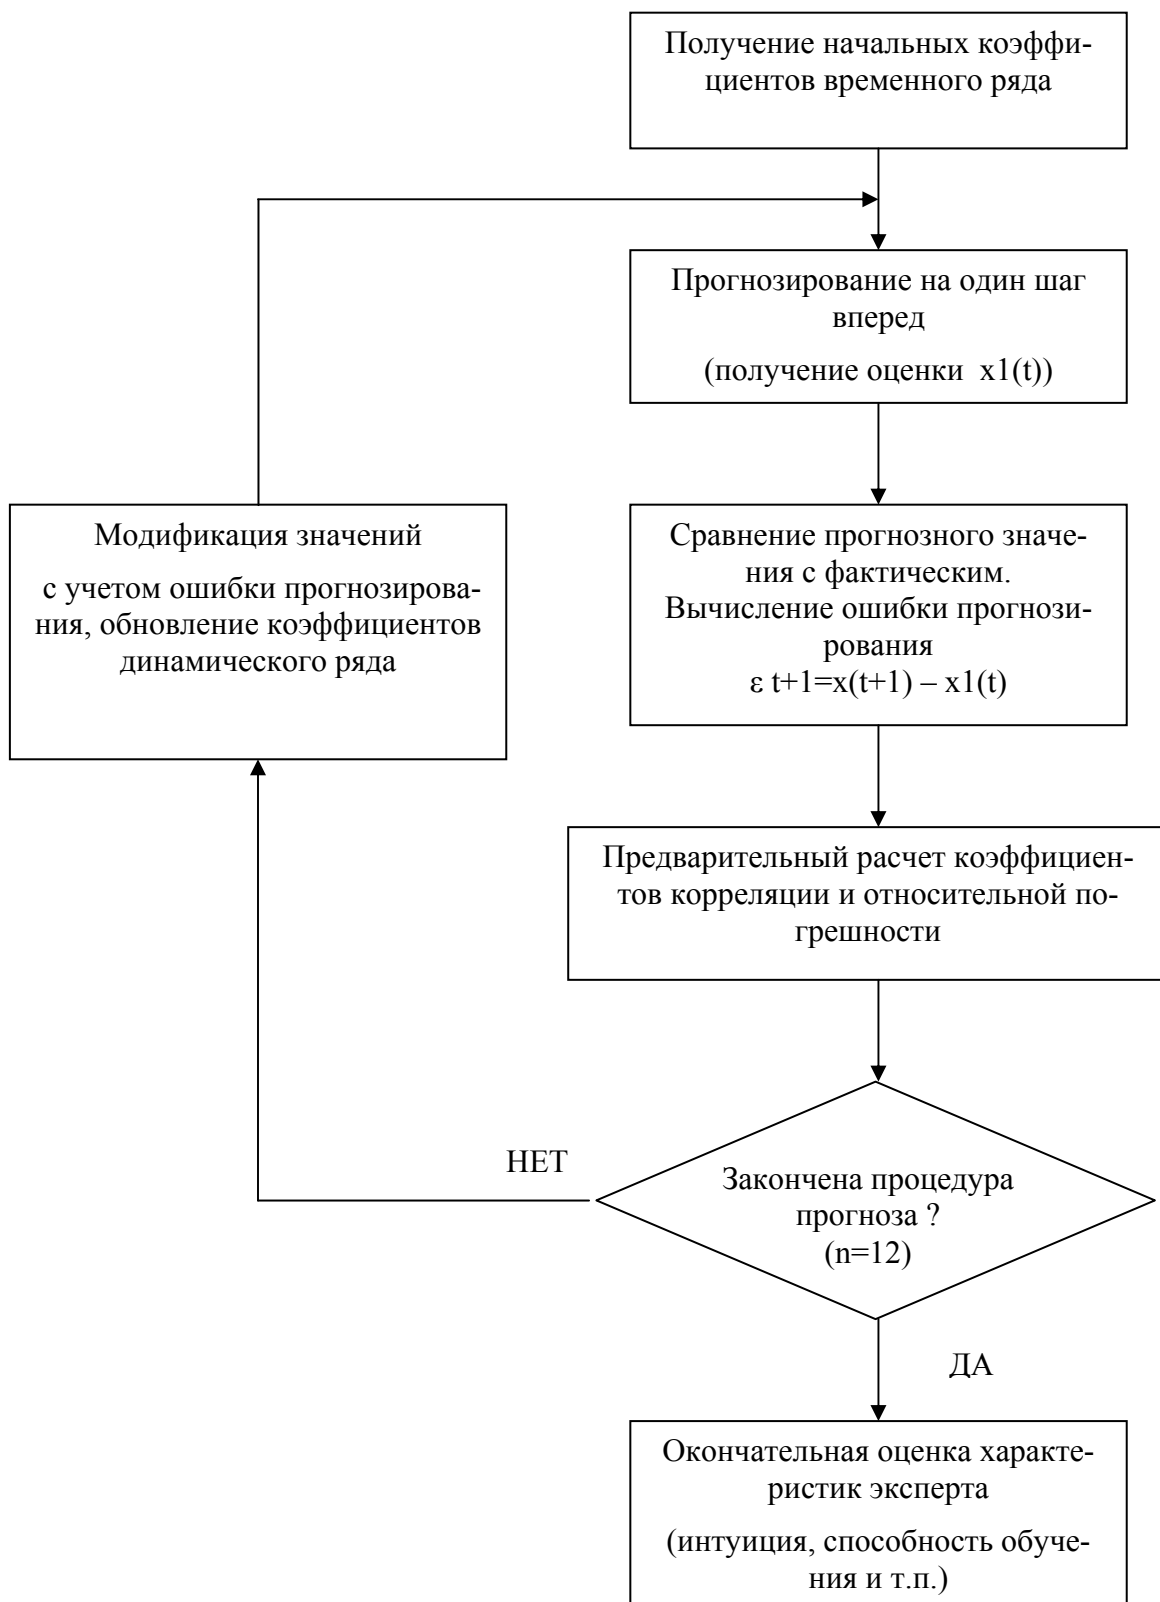 Получение начальных коэффи-
циентов временного ряда
Прогнозирование на один шаг
вперед
(получение оценки x1(t))
Модификация значений
с учетом ошибки прогнозирова-
ния, обновление коэффициентов
динамического ряда
Сравнение прогнозного значе-
ния с фактическим.
Вычисление ошибки прогнози-
рования
ε t+1=x(t+1) – x1(t)
Предварительный расчет коэффициен-
тов корреляции и относительной по-
грешности
НЕТ
Закончена процедура
прогноза ?
(n=12)
ДА
Окончательная оценка характе-
ристик эксперта
(интуиция, способность обуче-
ния и т.п.)